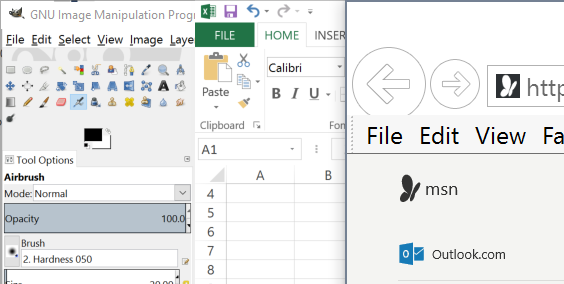 GNU Image Manipulation Progr
File Edit Select View Image Layer
Tool Options
Airbrush
Mode: Normal
Opacity 100.0
Brush
2. Hardness 050
FILE HOME INSER
Paste
Calibri
B I U
Clipboard
A1
A B
4
5
6
7
8
http
File Edit View Fa
msn
Outlook.com